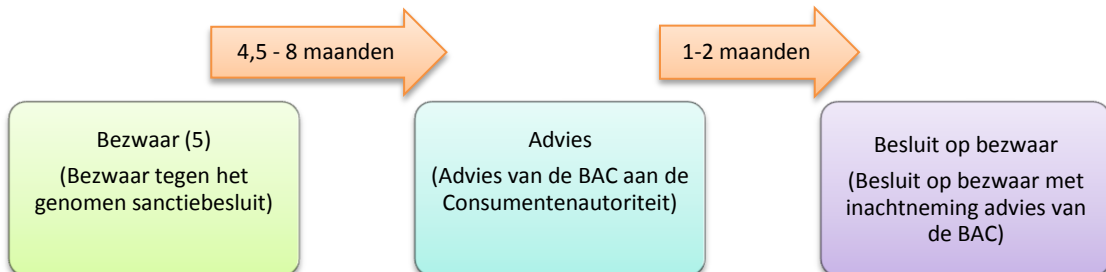 4,5 - 8 maanden
1-2 maanden
Bezwaar (5)
(Bezwaar tegen het
genomen sanctiebesluit)
Advies
(Advies van de BAC aan de
Consumentenautoriteit)
Besluit op bezwaar
(Besluit op bezwaar met
inachtneming advies van
de BAC)